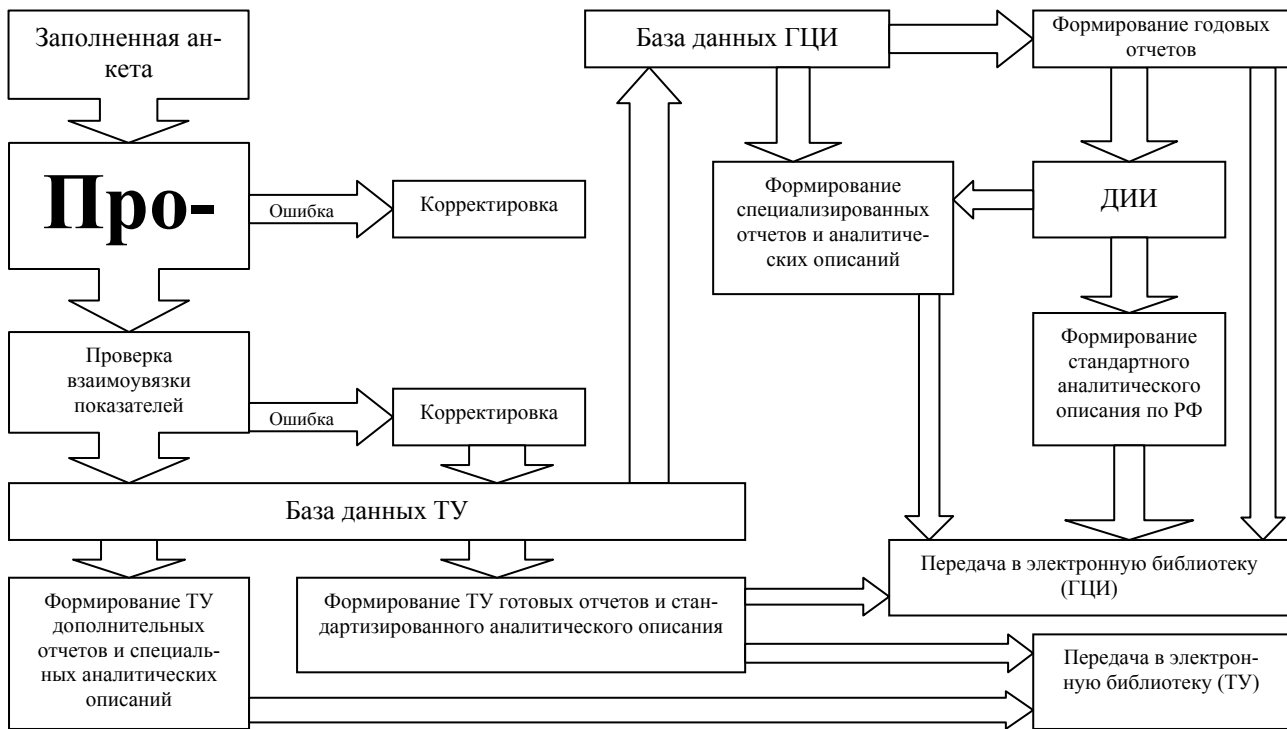 Заполненная ан-
кета
База данных ГЦИ
Формирование годовых
отчетов
Про-
Ошибка
Корректировка
Формирование
специализированных
отчетов и аналитиче-
ских описаний
ДИИ
Проверка
взаимоувязки
показателей
Ошибка
Корректировка
Формирование
стандартного
аналитического
описания по РФ
База данных ТУ
Формирование ТУ
дополнительных
отчетов и специаль-
ных аналитических
описаний
Формирование ТУ готовых отчетов и стан-
дартизированного аналитического описания
Передача в электронную библиотеку
(ГЦИ)
Передача в электрон-
ную библиотеку (ТУ)